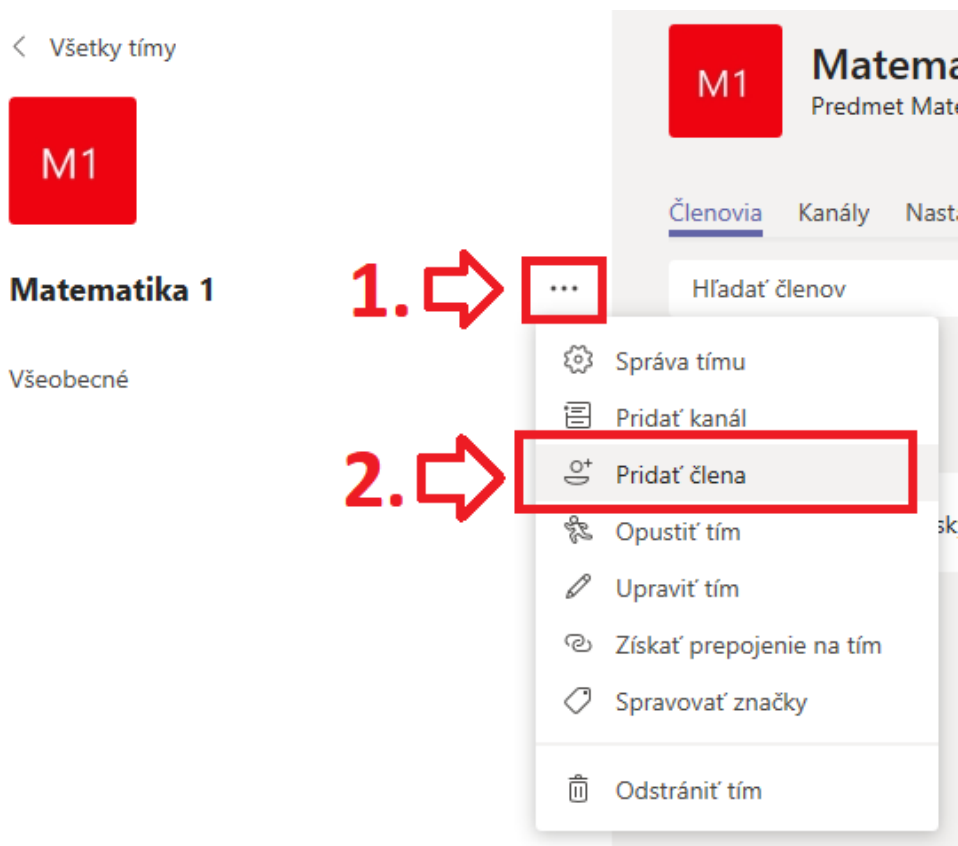 Všetky tímy
M1
Matematika 1
Všeobecné
1.
...
2.
M1
Matema
Predmet Mate
Členovia Kanály Nasta
Hľadať členov
Správa tímu
Pridať kanál
Pridať člena
Opustiť tím
Upraviť tím
Získať prepojenie na tím
Spravovať značky
Odstrániť tím